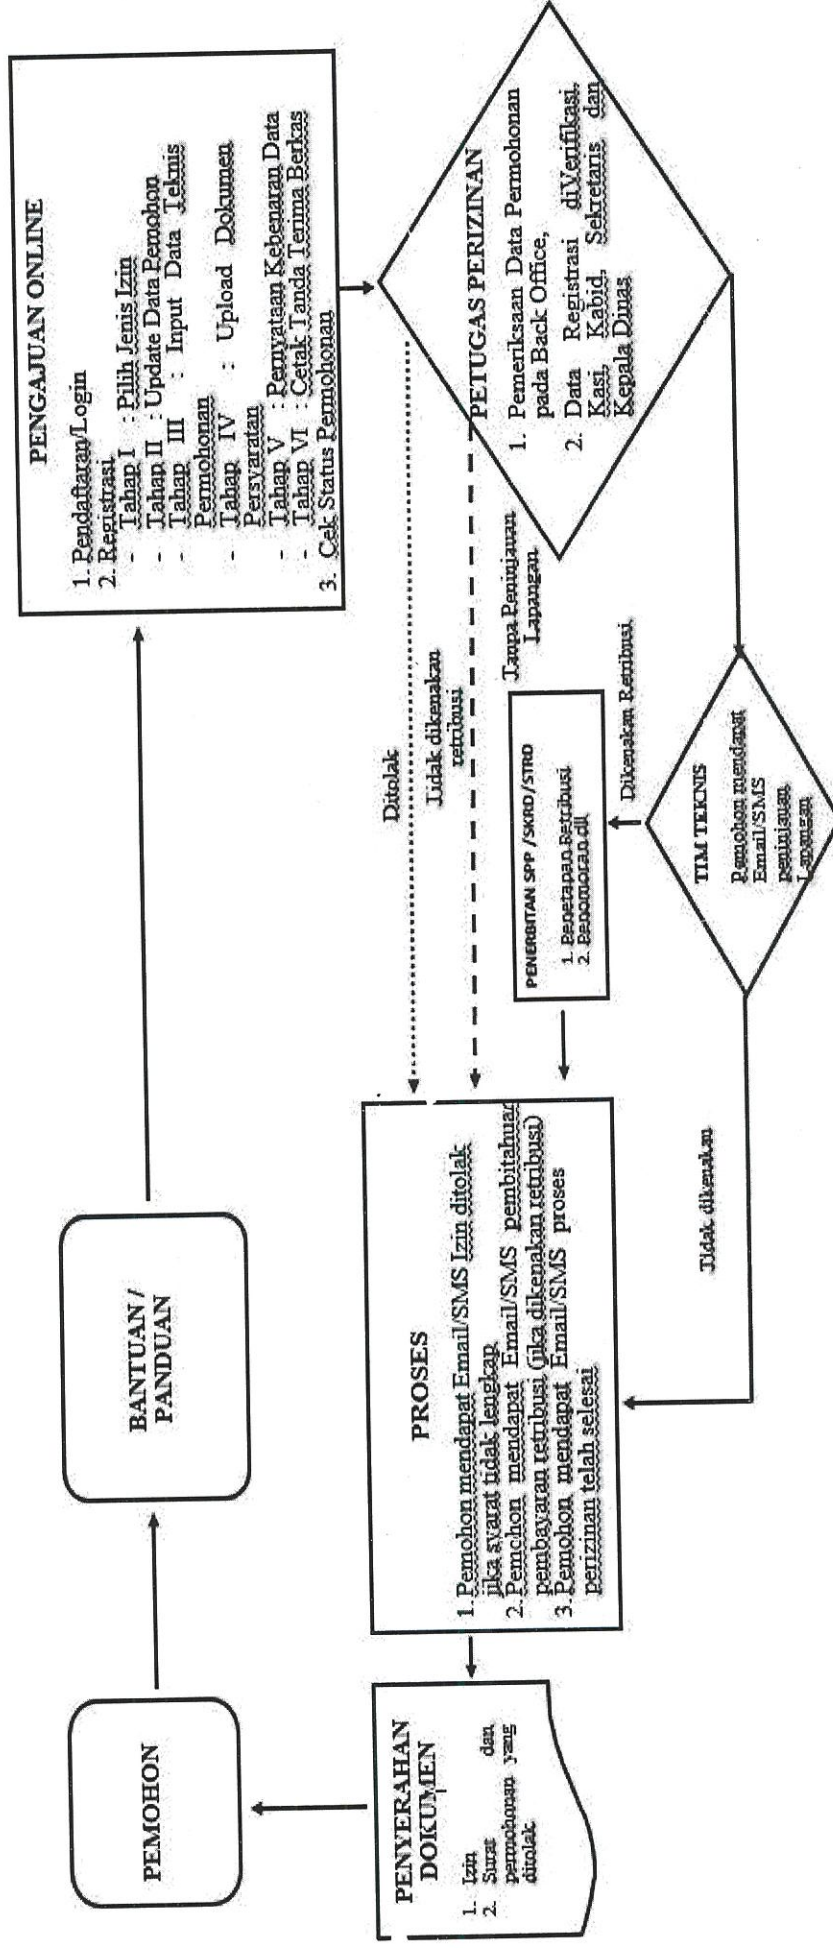 PEMOHON
BANTUAN /
PANDUAN
PENGAJUAN ONLINE
1. Pendaftaran/Login
2. Registrasi
- Tahap I : Pilih Jenis Izin
- Tahap II : Update Data Pemohon
- Tahap III : Input Data Teknis
Permohonan
- Tahap IV : Upload Dokumen
Persyaratan
- Tahap V : Pernyataan Kebenaran Data
- Tahap VI : Cetak Tanda Terima Berkas
3. Cek Status Permohonan
PETUGAS PERIZINAN
1. Pemeriksaan Data Permohonan
pada Back Office,
2. Data Registrasi diVerifikasi,
Kasi, Kabid, Sekretaris dan
Kepala Dinas
Ditolak
Tidak dikenakan
retribusi
Tanpa Peninjauan
Lapangan
PENERBITAN SPP /SKRD/STRD
1. Penetapan Retribusi
2. Penomoran dll
Dikenakan Retribusi
TIM TEKNIS
Pemohon mendapat
Email/SMS
peninjauan
Lapangan
Tidak dikenakan
PROSES
1. Pemohon mendapat Email/SMS Izin ditolak
jika syarat tidak lengkap
2. Pemohon mendapat Email/SMS pembitahuan
pembayaran retribusi (jika dikenakan retribusi)
3. Pemohon mendapat Email/SMS proses
perizinan telah selesai
PENYERAHAN
DOKUMEN
1. Izin
2. Surat dan
permohonan yang
ditolak